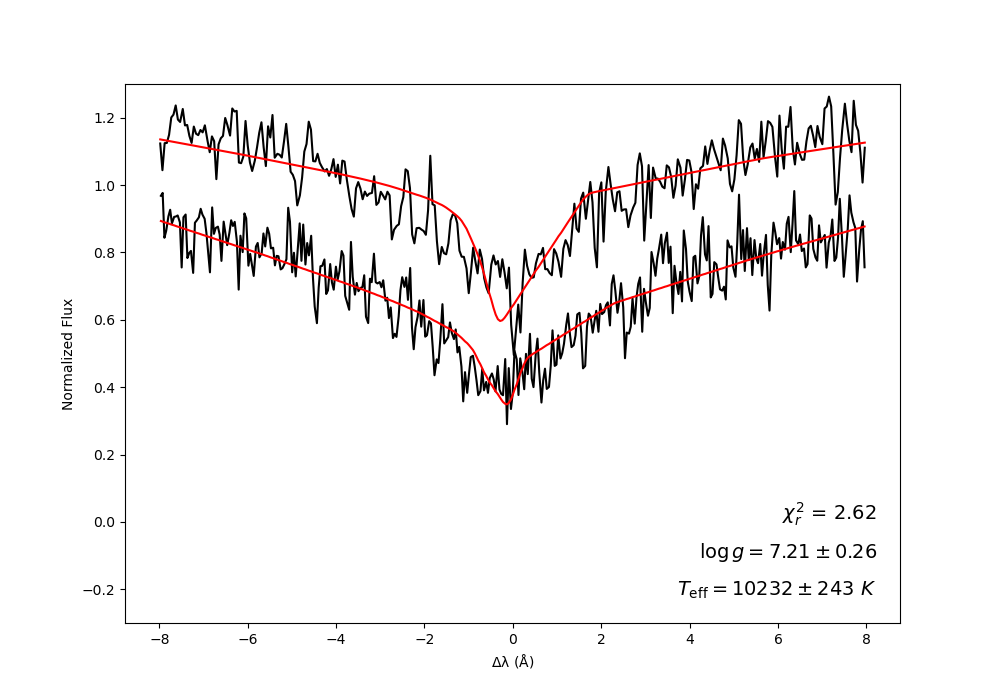 1.2
1.0
0.8
0.6
0.4
0.2
0.0
−0.2
Normalized Flux
χ²ᵣ = 2.62
log g = 7.21 ± 0.26
T_eff = 10232 ± 243 K
−8 −6 −4 −2 0 2 4 6 8
Δλ (Å)